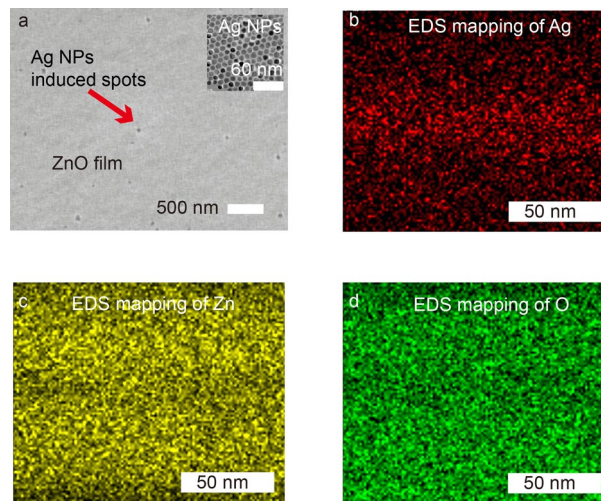 a
Ag NPs
60 nm
Ag NPs
induced spots
ZnO film
500 nm
b
EDS mapping of Ag
50 nm
c
EDS mapping of Zn
50 nm
d
EDS mapping of O
50 nm